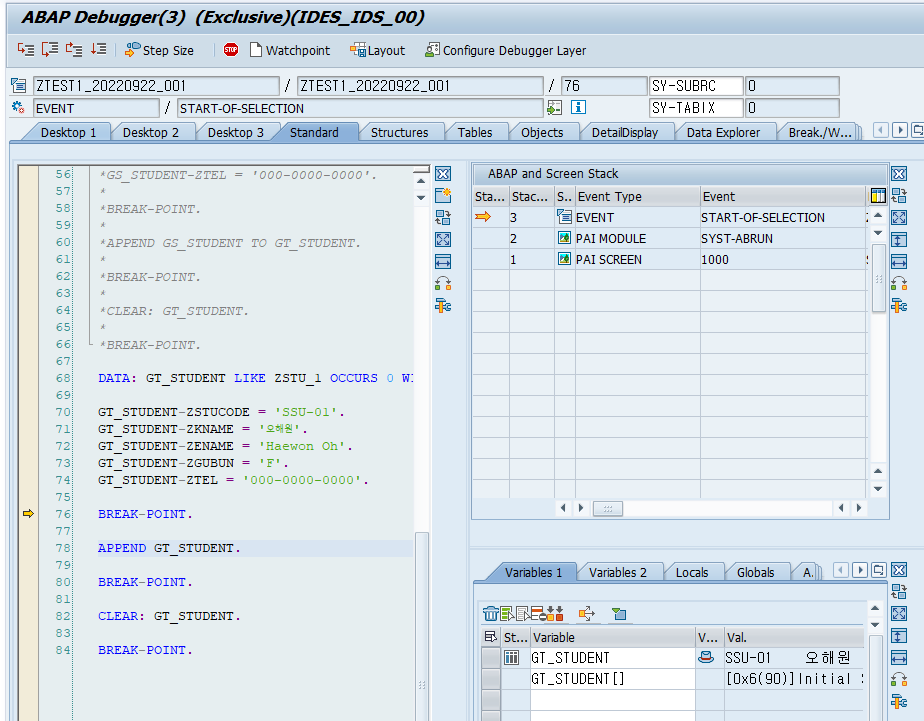 ABAP Debugger(3) (Exclusive)(IDES_IDS_00)
Step Size STOP Watchpoint Layout Configure Debugger Layer
ZTEST1_20220922_001 / ZTEST1_20220922_001 / 76 SY-SUBRC 0
EVENT / START-OF-SELECTION SY-TABIX 0
Desktop 1 Desktop 2 Desktop 3 Standard Structures Tables Objects DetailDisplay Data Explorer Break./W...
56 *GS_STUDENT-ZTEL = '000-0000-0000'.
57 *
58 *BREAK-POINT.
59 *
60 *APPEND GS_STUDENT TO GT_STUDENT.
61 *
62 *BREAK-POINT.
63 *
64 *CLEAR: GT_STUDENT.
65 *
66 *BREAK-POINT.
67
68 DATA: GT_STUDENT LIKE ZSTU_1 OCCURS 0
69
70 GT_STUDENT-ZSTUCODE = 'SSU-01'.
71 GT_STUDENT-ZKNAME = '오해원'.
72 GT_STUDENT-ZENAME = 'Haewon Oh'.
73 GT_STUDENT-ZGUBUN = 'F'.
74 GT_STUDENT-ZTEL = '000-0000-0000'.
75
76 BREAK-POINT.
77
78 APPEND GT_STUDENT.
79
80 BREAK-POINT.
81
82 CLEAR: GT_STUDENT.
83
84 BREAK-POINT.
ABAP and Screen Stack
Sta... Stac... S.. Event Type Event
3 EVENT START-OF-SELECTION
2 PAI MODULE SYST-ABRUN
1 PAI SCREEN 1000
Variables 1 Variables 2 Locals Globals A.
St... Variable V... Val.
GT_STUDENT SSU-01 오해원
GT_STUDENT[] [0x6(90)]Initial